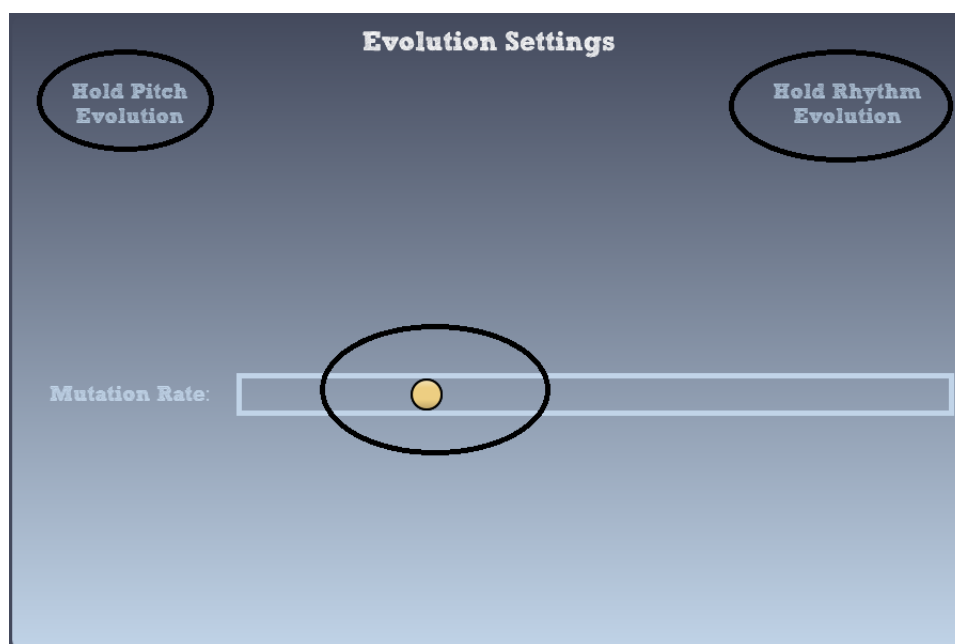 Evolution Settings
Hold Pitch
Evolution
Hold Rhythm
Evolution
Mutation Rate: